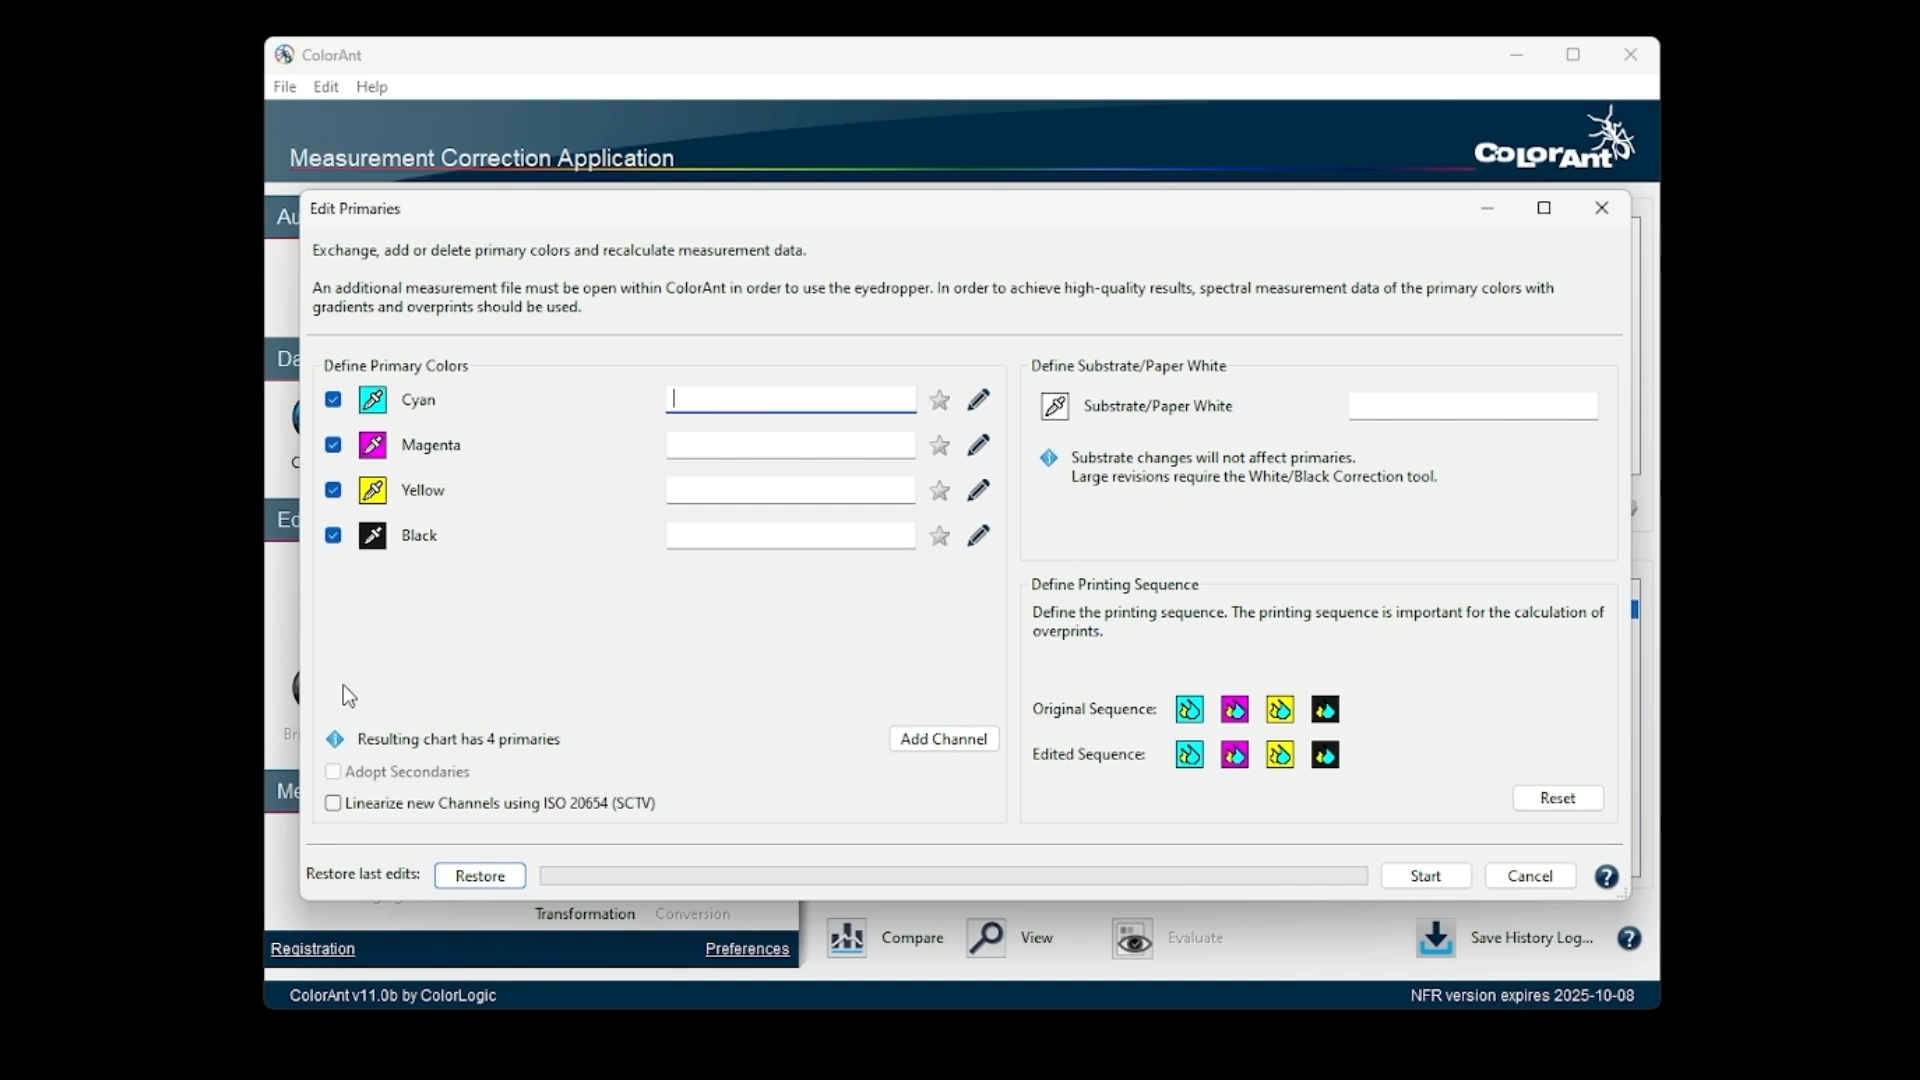 ColorAnt
File Edit Help
Measurement Correction Application
ColorAnt
Au
Edit Primaries
Exchange, add or delete primary colors and recalculate measurement data.
An additional measurement file must be open within ColorAnt in order to use the eyedropper. In order to achieve high-quality results, spectral measurement data of the primary colors with
gradients and overprints should be used.
Da
Define Primary Colors
Define Substrate/Paper White
Cyan
Substrate/Paper White
Magenta
C
Substrate changes will not affect primaries.
Large revisions require the White/Black Correction tool.
Yellow
Ed
Black
Define Printing Sequence
Define the printing sequence. The printing sequence is important for the calculation of
overprints.
Original Sequence:
Br
Resulting chart has 4 primaries
Add Channel
Edited Sequence:
Adopt Secondaries
Me
Linearize new Channels using ISO 20654 (SCTV)
Reset
Restore last edits: Restore
Start Cancel ?
Transformation Conversion
Compare View Evaluate Save History Log... ?
Registration Preferences
ColorAnt v11.0b by ColorLogic
NFR version expires 2025-10-08